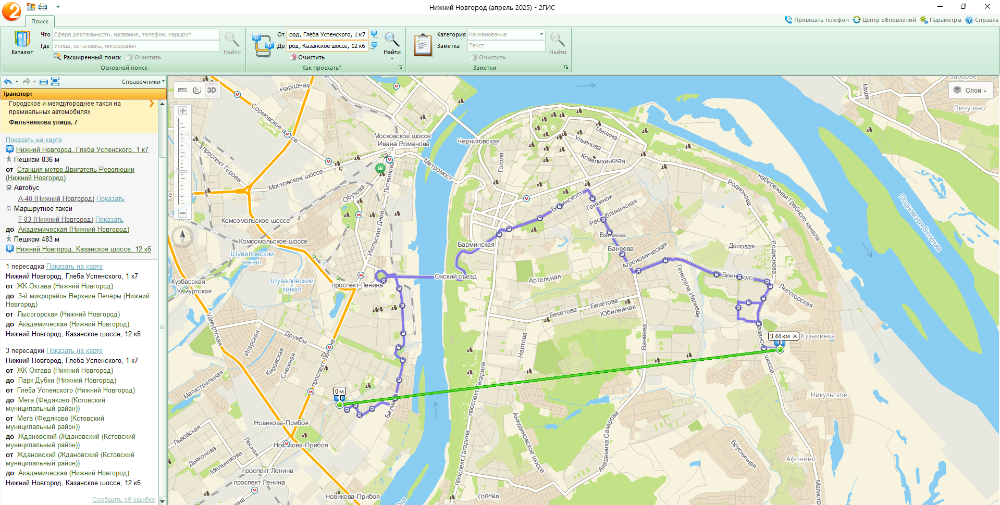 Нижний Новгород (апрель 2025) - 2ГИС
Поиск
Привязать телефон
Центр обновлений
Параметры
Справка
Каталог
Что Сфера деятельности, название, телефон, маршрут
Где Улица, остановка, микрорайон
Расширенный поиск
Очистить
Найти
Основной поиск
От род, Глеба Успенского, 1 к7
До род, Казанское шоссе, 12 к6
Очистить
Найти
Как проехать?
Категория Наименование
Заметка Текст
Очистить
Найти
Заметки
Справочники
Транспорт
Городское и междугороднее такси на
премиальных автомобилях
Фильченкова улица, 7
Показать на карте
A Нижний Новгород, Глеба Успенского, 1 к7
Пешком 836 м
от Станция метро Двигатель Революции
(Нижний Новгород)
Автобус
А-40 (Нижний Новгород) Показать
Маршрутное такси
Т-83 (Нижний Новгород) Показать
до Академическая (Нижний Новгород)
Пешком 483 м
B Нижний Новгород, Казанское шоссе, 12 к6
1 пересадка Показать на карте
Нижний Новгород, Глеба Успенского, 1 к7
от ЖК Октава (Нижний Новгород)
до 3-й микрорайон Верхние Печёры (Нижний
Новгород)
от Лысогорская (Нижний Новгород)
до Академическая (Нижний Новгород)
Нижний Новгород, Казанское шоссе, 12 к6
3 пересадки Показать на карте
Нижний Новгород, Глеба Успенского, 1 к7
от ЖК Октава (Нижний Новгород)
до Парк Дубки (Нижний Новгород)
от Глеба Успенского (Нижний Новгород)
до Мега (Федяково (Кстовский
муниципальный район))
от Мега (Федяково (Кстовский
муниципальный район))
до Ждановский (Ждановский (Кстовский
муниципальный район))
от Ждановский (Ждановский (Кстовский
муниципальный район))
до Академическая (Нижний Новгород)
Нижний Новгород, Казанское шоссе, 12 к6
Сообщить об ошибке
3D
Слои
Народная
Сормовское шоссе
Заборье
Мира
Пичугино
Московское шоссе
Ивана Романова
Черниговская
Минина
Ульянова
Ковалихинская
Гоголя
проспект Героев
Московское шоссе
Метромост
Литвинова
набережная Гребного канала
Родионова
Подновская Воложка
Обухова
Белинского
Генкиной
Республиканская
Комсомольское шоссе
Июльских Дней
Комсомольское шоссе
Шуваловский
канал
Барминская
Ванеева
Ванеева
Агрономическая
Деловая
Родионова
Кузбасская
Удмуртская
Шуваловский
канал
проспект Ленина
Окский съезд
Артельная
Генерала Ивлиева
Бринского
Лысогорская
Бекетова
Бекетова
Юбилейная
Удмуртская
Игарская
Дружбы
Кировская
Снежная
проспект Ленина
Нартова
Ванеева
Казанское шоссе
9,44 км
Кузьминка
0 м
Магистральная
Баумана
проспект Гагарина
Никульское
Новикова-Прибоя
Львовская
Новикова-Прибоя
Лесная
Дьяконова
Мельникова
проспект Ленина
проспект Ленина
Новикова-Прибоя
Ока
проспект Гагарина
Анкудиновское шоссе
Академика Сахарова
Горная
Брусничная
Афонино